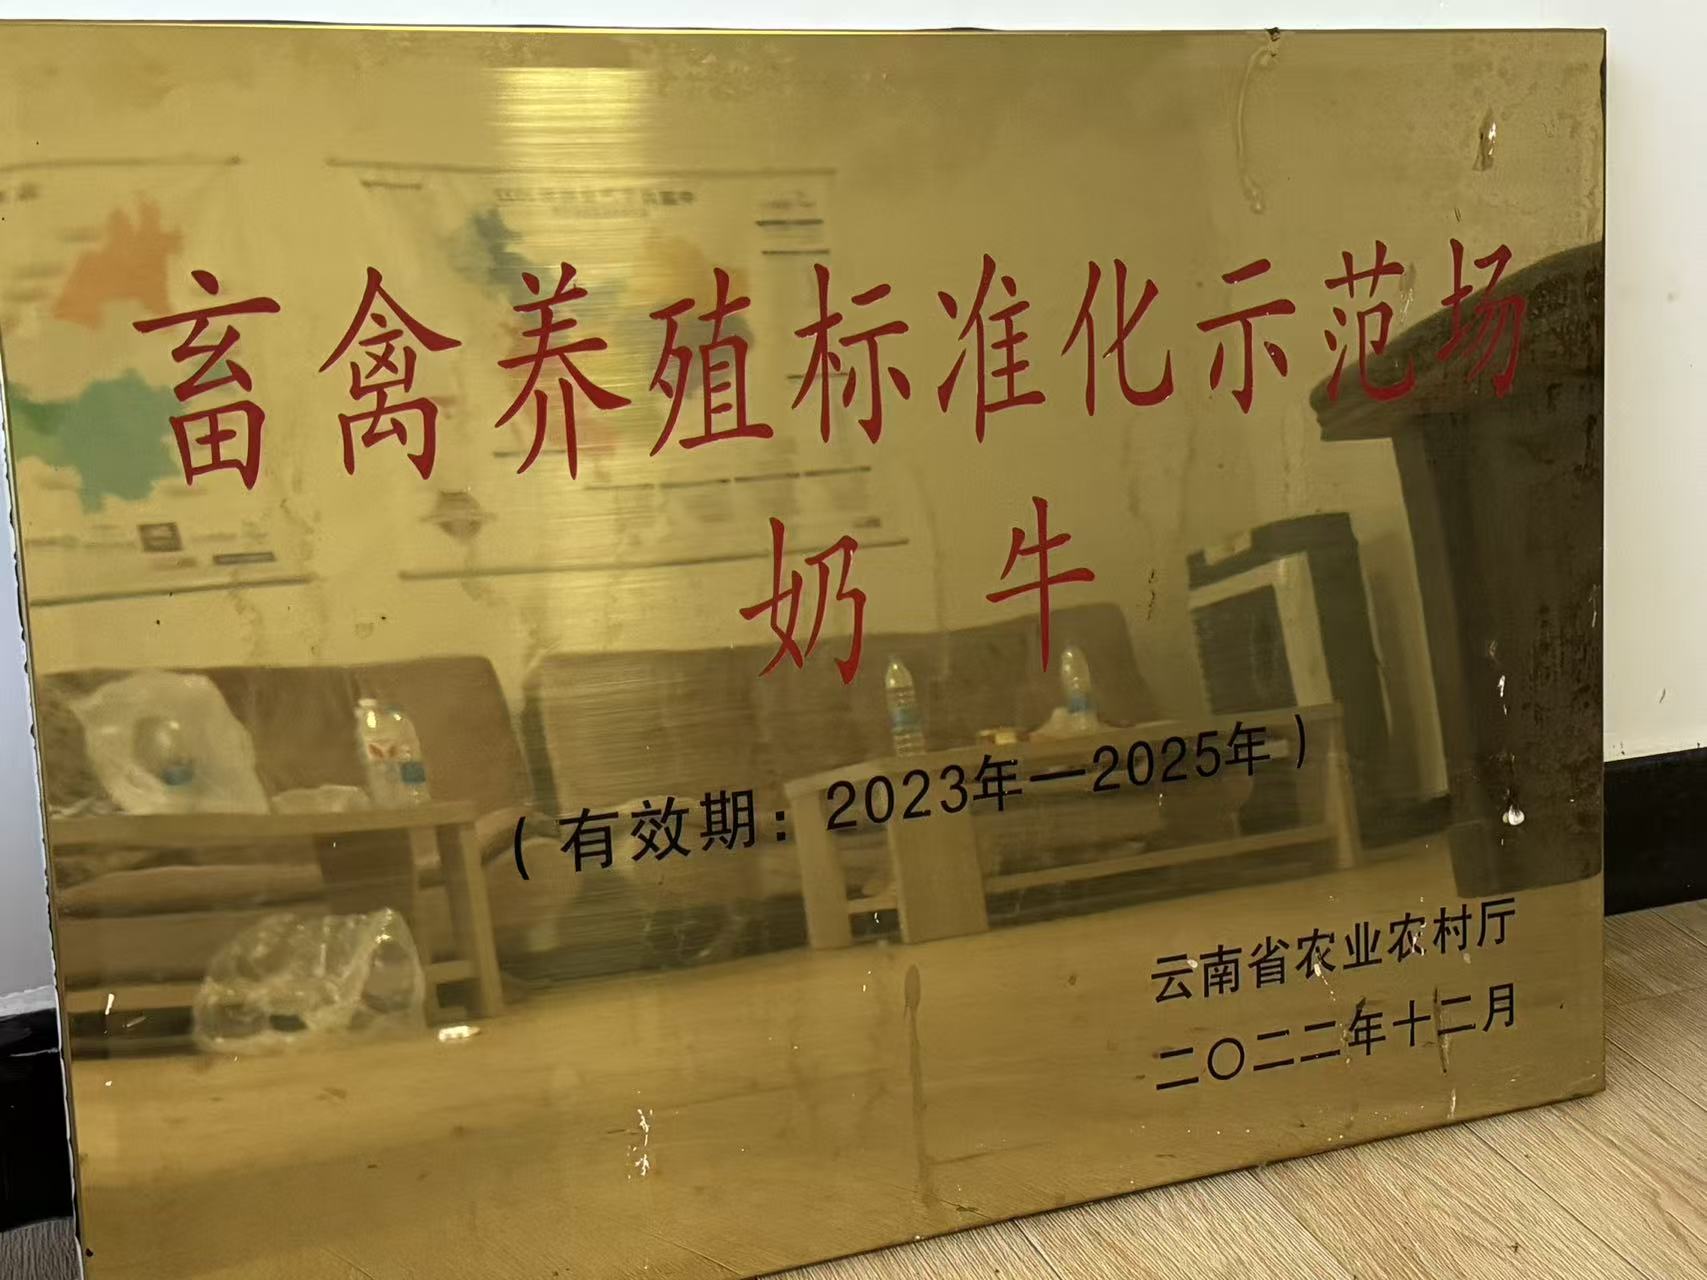 畜禽养殖标准化示范场
奶牛
（有效期：2023年—2025年）
云南省农业农村厅
二〇二二年十二月